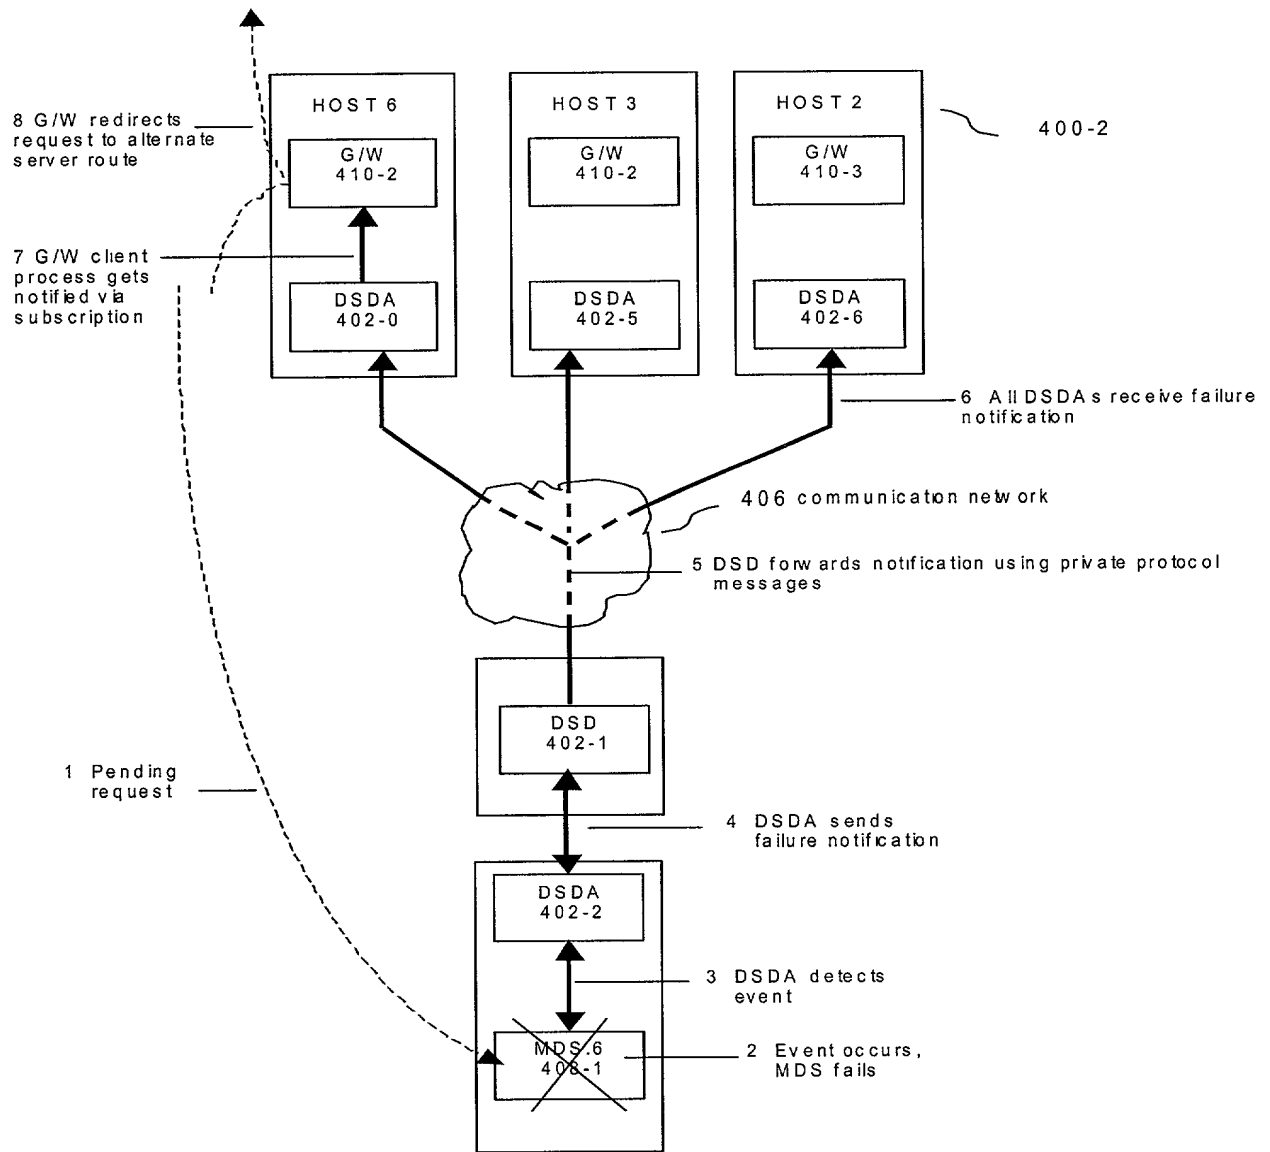 HOST 6
HOST 3
HOST 2
400-2
8 G/W redirects
request to alternate
server route
G/W
410-2
G/W
410-2
G/W
410-3
7 G/W client
process gets
notified via
subscription
DSDA
402-0
DSDA
402-5
DSDA
402-6
6 All DSDAs receive failure
notification
406 communication network
5 DSD forwards notification using private protocol
messages
DSD
402-1
1 Pending
request
4 DSDA sends
failure notification
DSDA
402-2
3 DSDA detects
event
MDS.6
408-1
2 Event occurs,
MDS fails